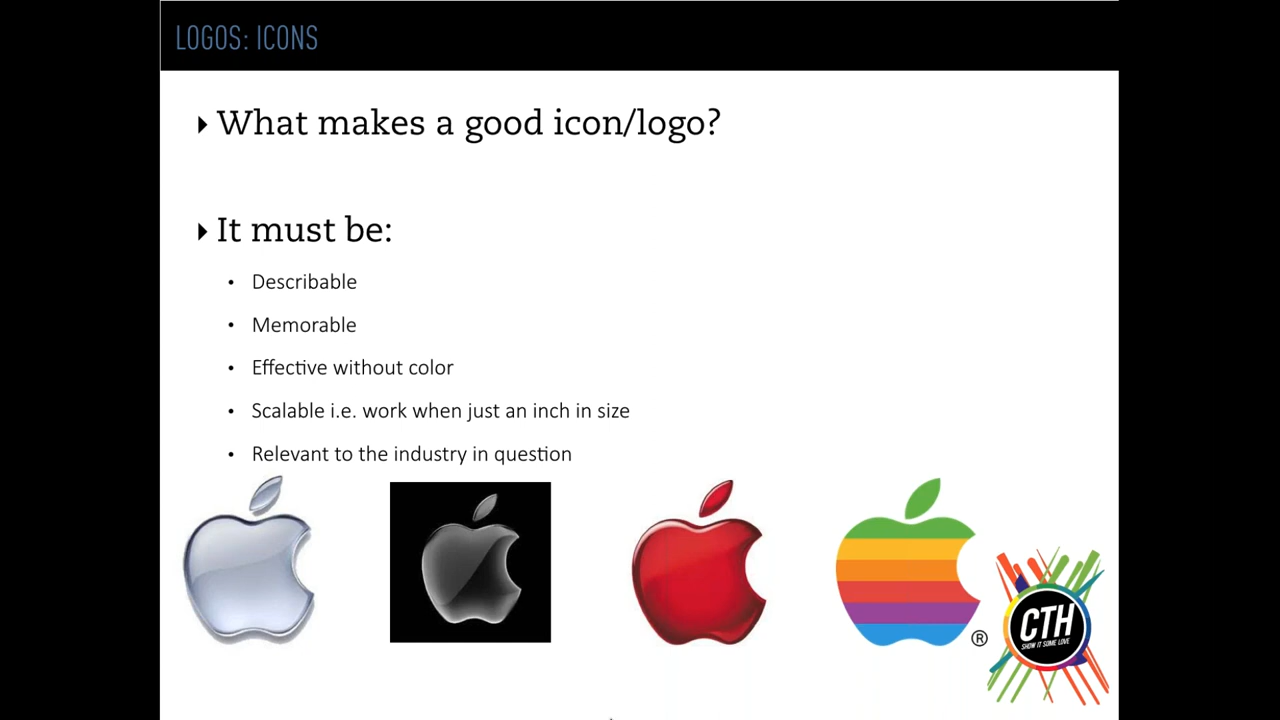 LOGOS: ICONS
What makes a good icon/logo?
It must be:
• Describable
• Memorable
• Effective without color
• Scalable i.e. work when just an inch in size
• Relevant to the industry in question
®
CTH
SHOW IT SOME LOVE